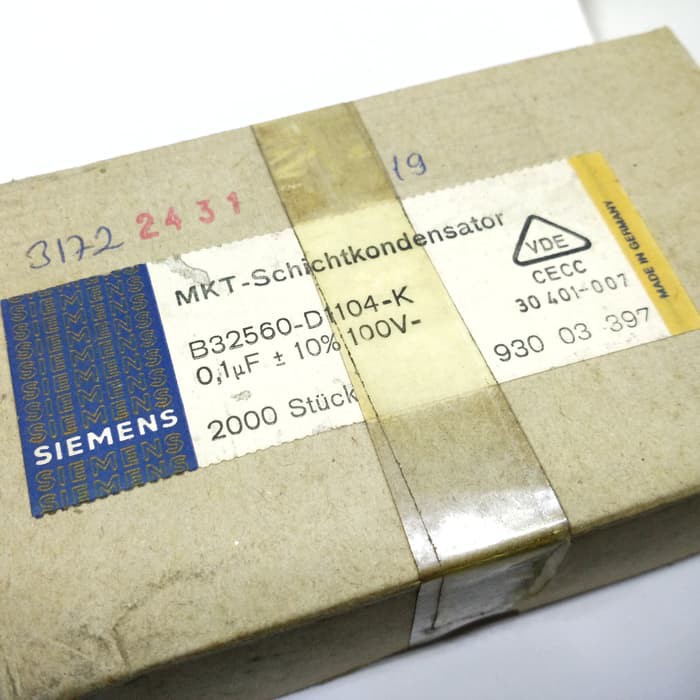 3172
2431
19
MKT-Schichtkondensator
B32560-D1104-K
0,1µF ± 10% 100V-
2000 Stück
SIEMENS
VDE
CECC
30 401-007
930 03 397
MADE IN GERMANY